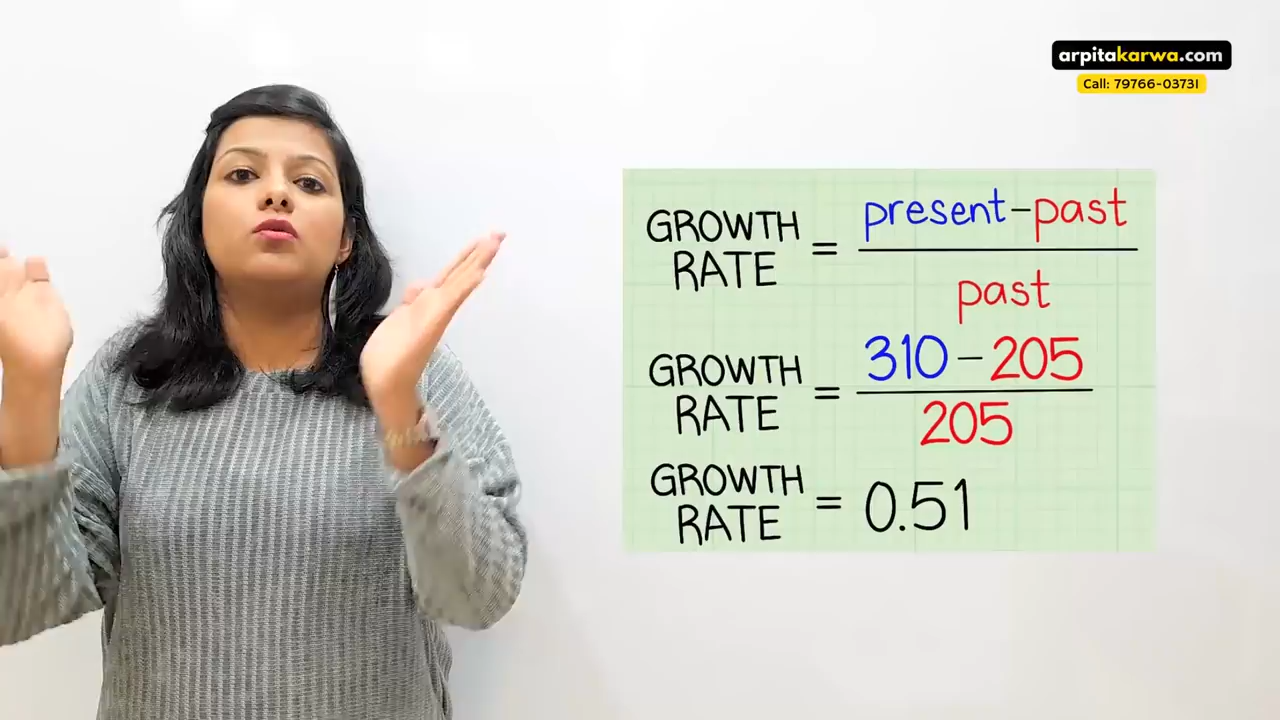 arpitakarwa.com
Call: 79766-03731
GROWTH RATE = present-past
past
GROWTH RATE = 310-205
205
GROWTH RATE = 0.51